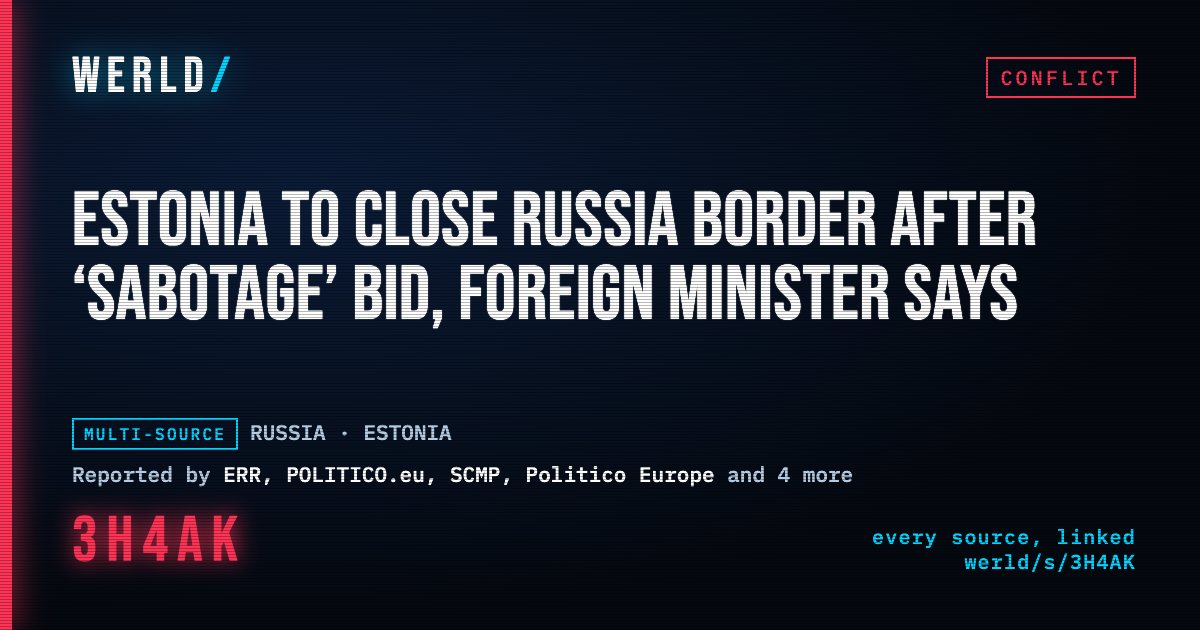 WERLD/
CONFLICT
ESTONIA TO CLOSE RUSSIA BORDER AFTER
‘SABOTAGE’ BID, FOREIGN MINISTER SAYS
MULTI-SOURCE RUSSIA · ESTONIA
Reported by ERR, POLITICO.eu, SCMP, Politico Europe and 4 more
3H4AK
every source, linked
werld/s/3H4AK